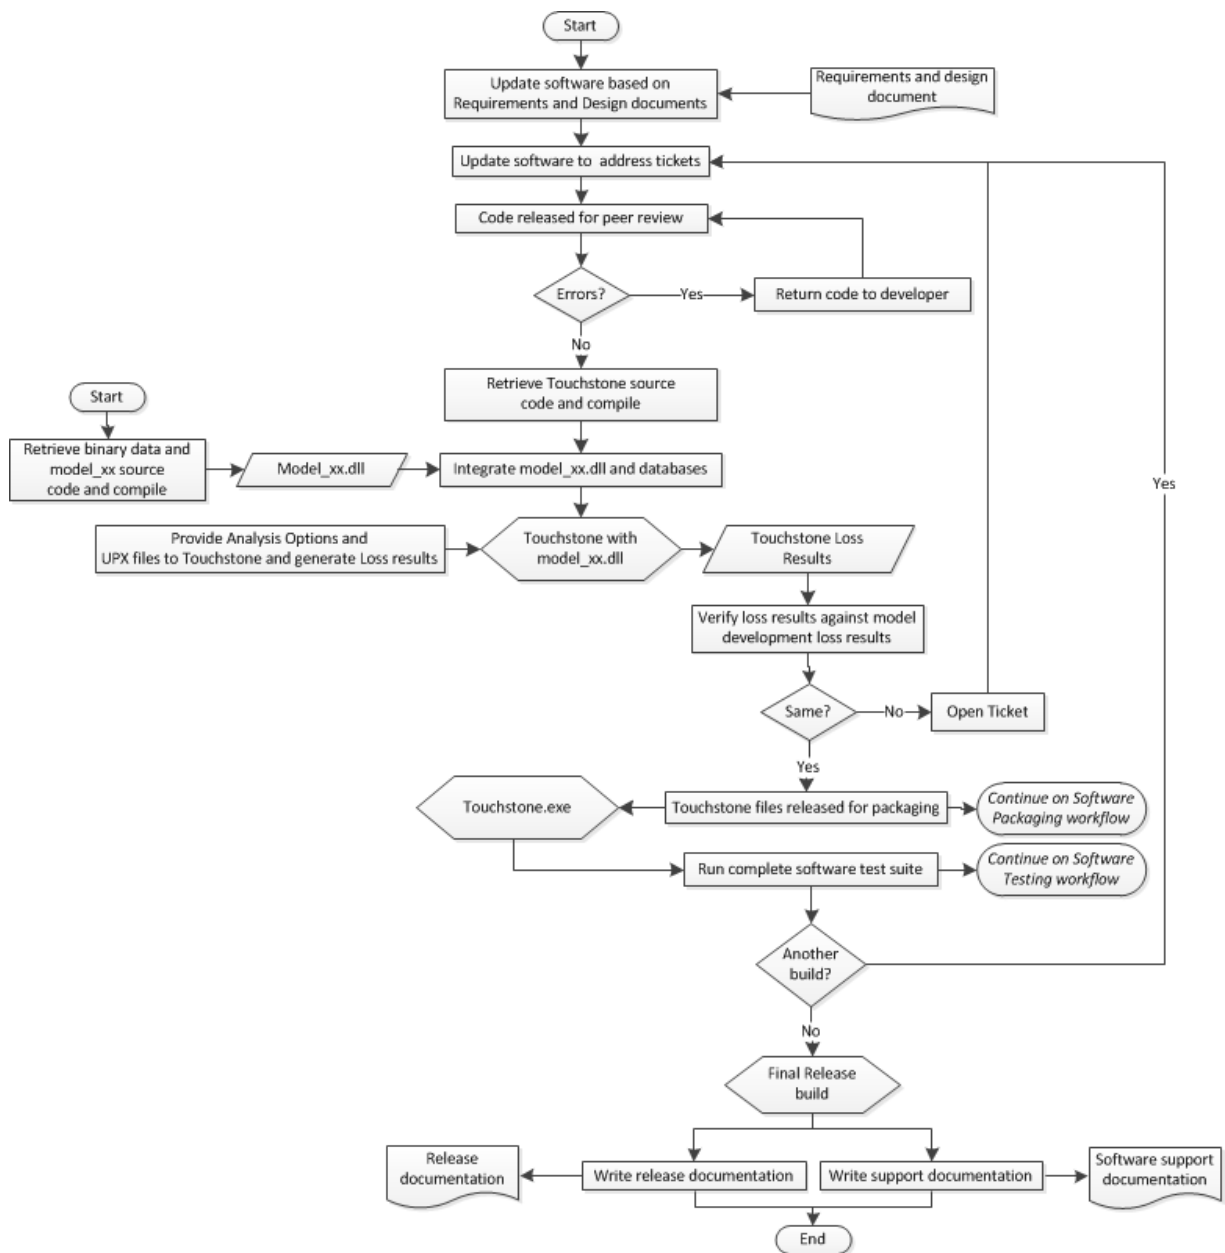 Start
Update software based on
Requirements and Design documents
Requirements and design
document
Update software to address tickets
Code released for peer review
Errors?
Yes
Return code to developer
No
Retrieve Touchstone source
code and compile
Start
Retrieve binary data and
model_xx source
code and compile
Model_xx.dll
Integrate model_xx.dll and databases
Yes
Provide Analysis Options and
UPX files to Touchstone and generate Loss results
Touchstone with
model_xx.dll
Touchstone Loss
Results
Verify loss results against model
development loss results
Same?
No
Open Ticket
Yes
Touchstone.exe
Touchstone files released for packaging
Continue on Software
Packaging workflow
Run complete software test suite
Continue on Software
Testing workflow
Another
build?
No
Final Release
build
Release
documentation
Write release documentation
Write support documentation
Software support
documentation
End